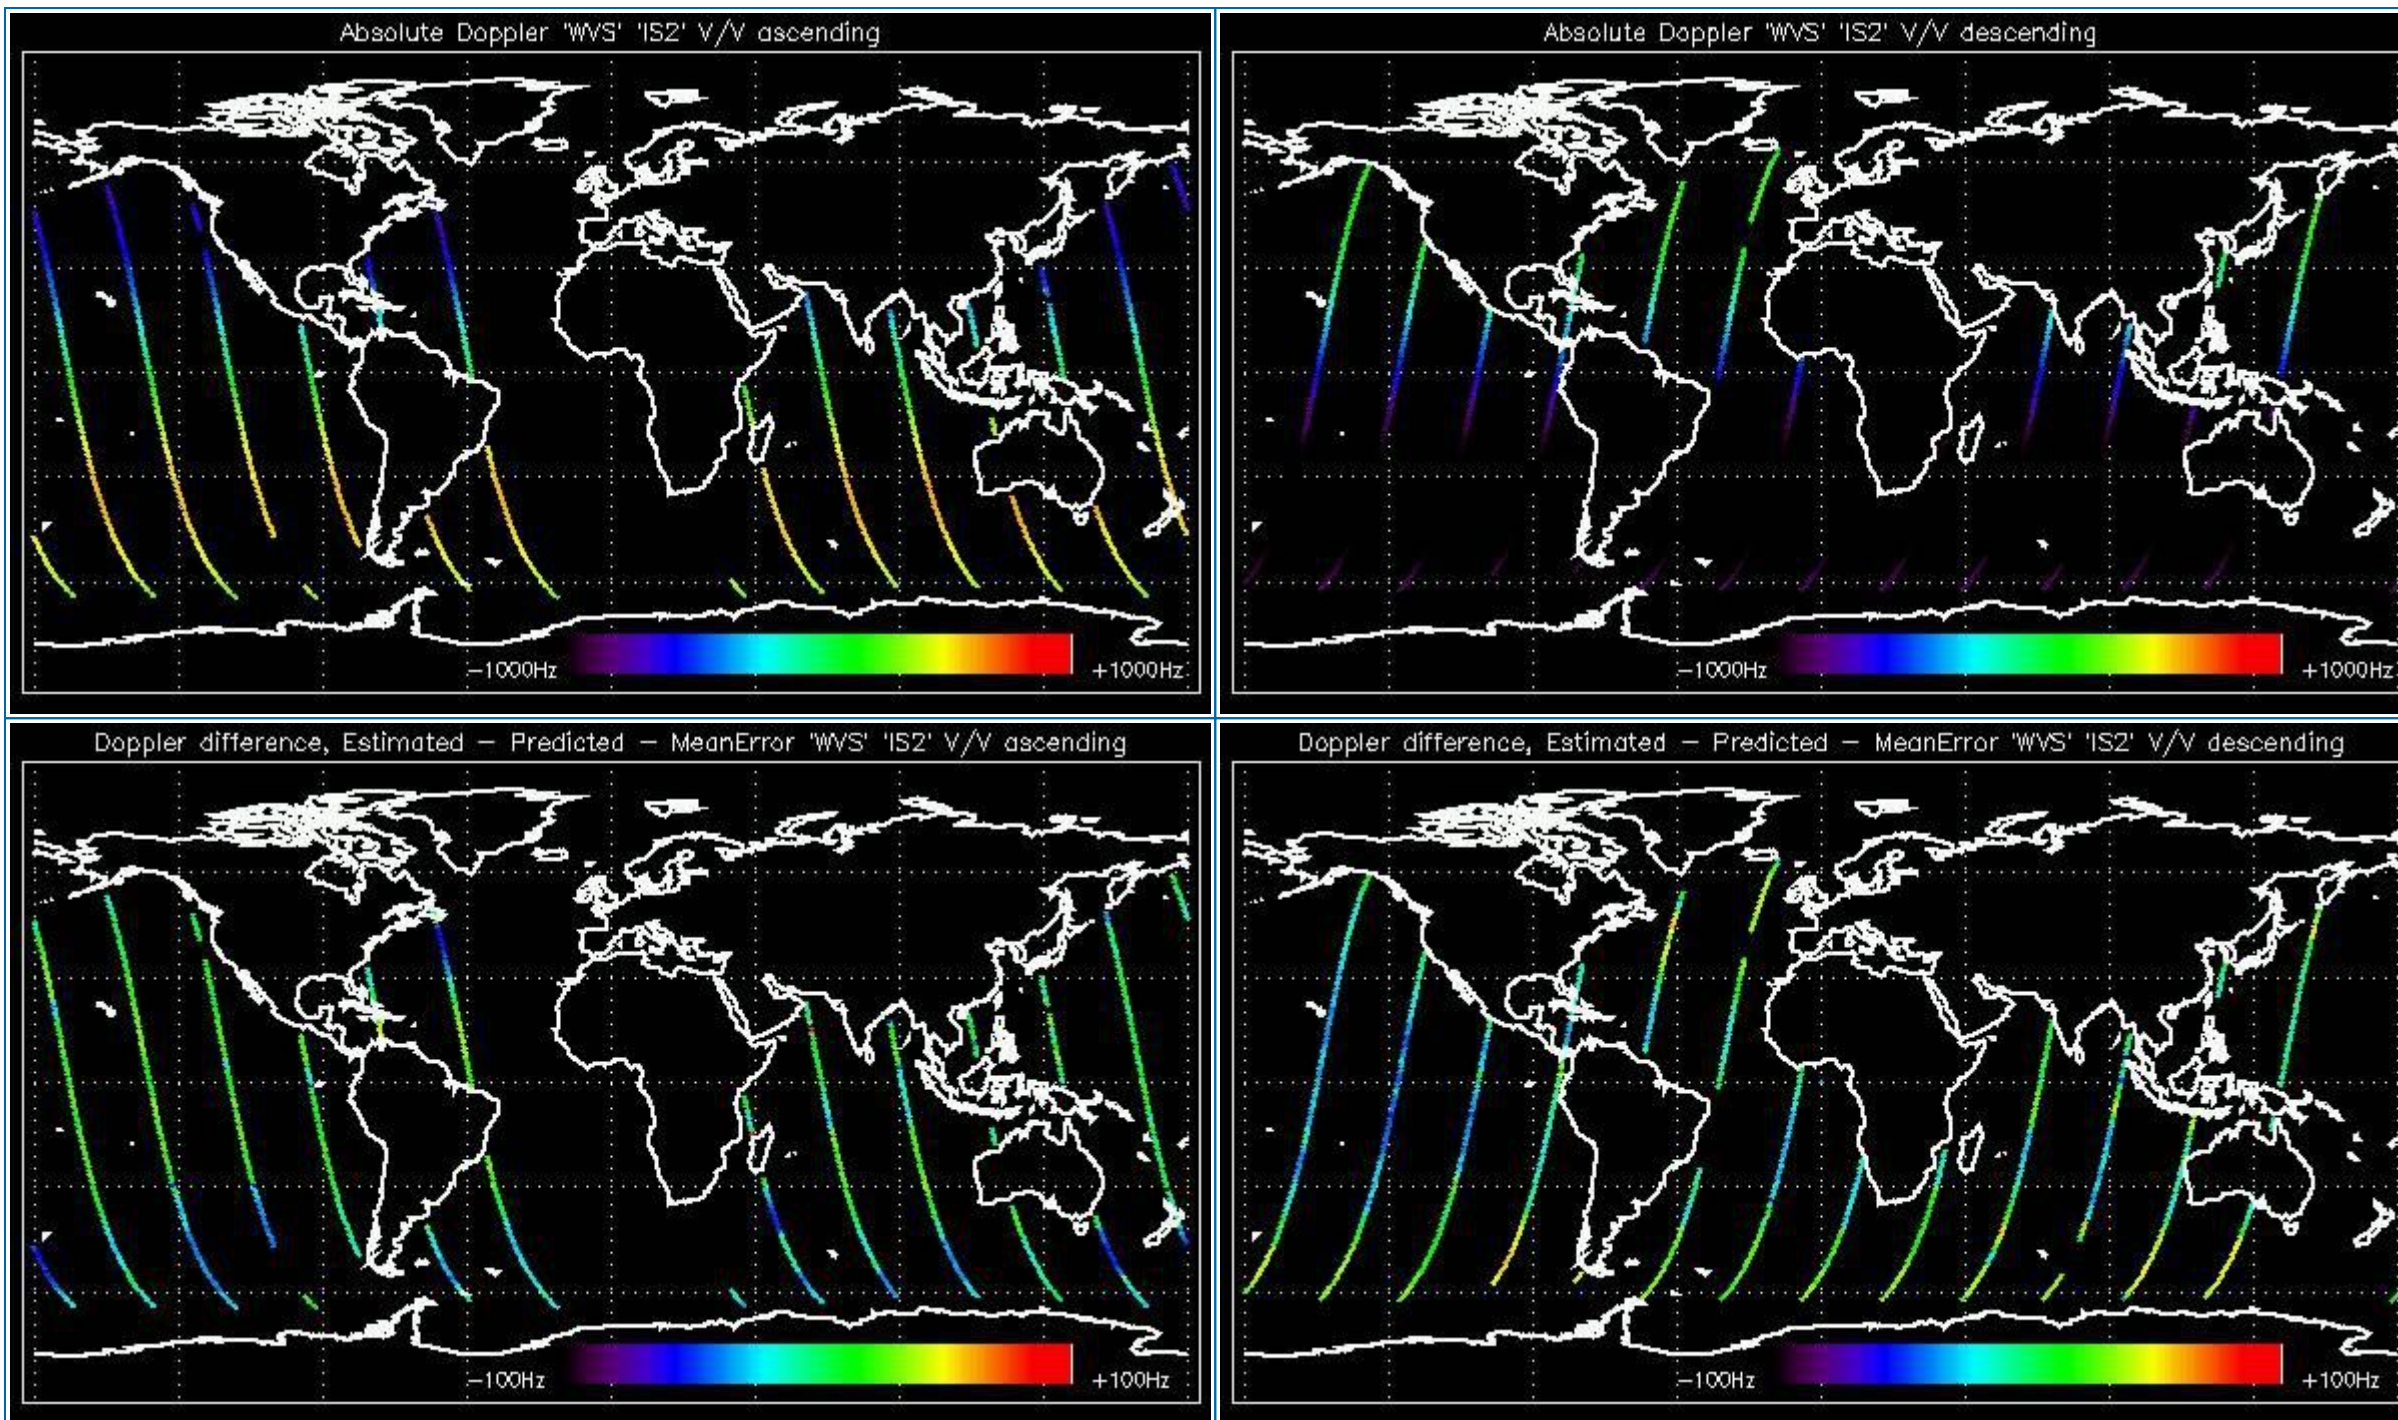 Absolute Doppler 'WVS' 'IS2' V/V ascending
-1000Hz +1000Hz
Absolute Doppler 'WVS' 'IS2' V/V descending
-1000Hz +1000Hz
Doppler difference, Estimated - Predicted - MeanError 'WVS' 'IS2' V/V ascending
-100Hz +100Hz
Doppler difference, Estimated - Predicted - MeanError 'WVS' 'IS2' V/V descending
-100Hz +100Hz